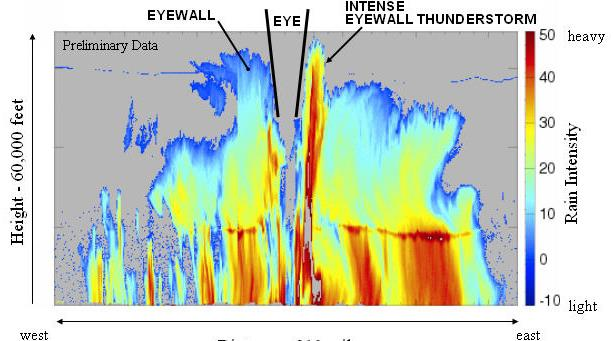 EYEWALL
EYE
INTENSE
EYEWALL THUNDERSTORM
Preliminary Data
Height - 60,000 feet
50
40
30
20
10
0
-10
heavy
Rain Intensity
light
west
east